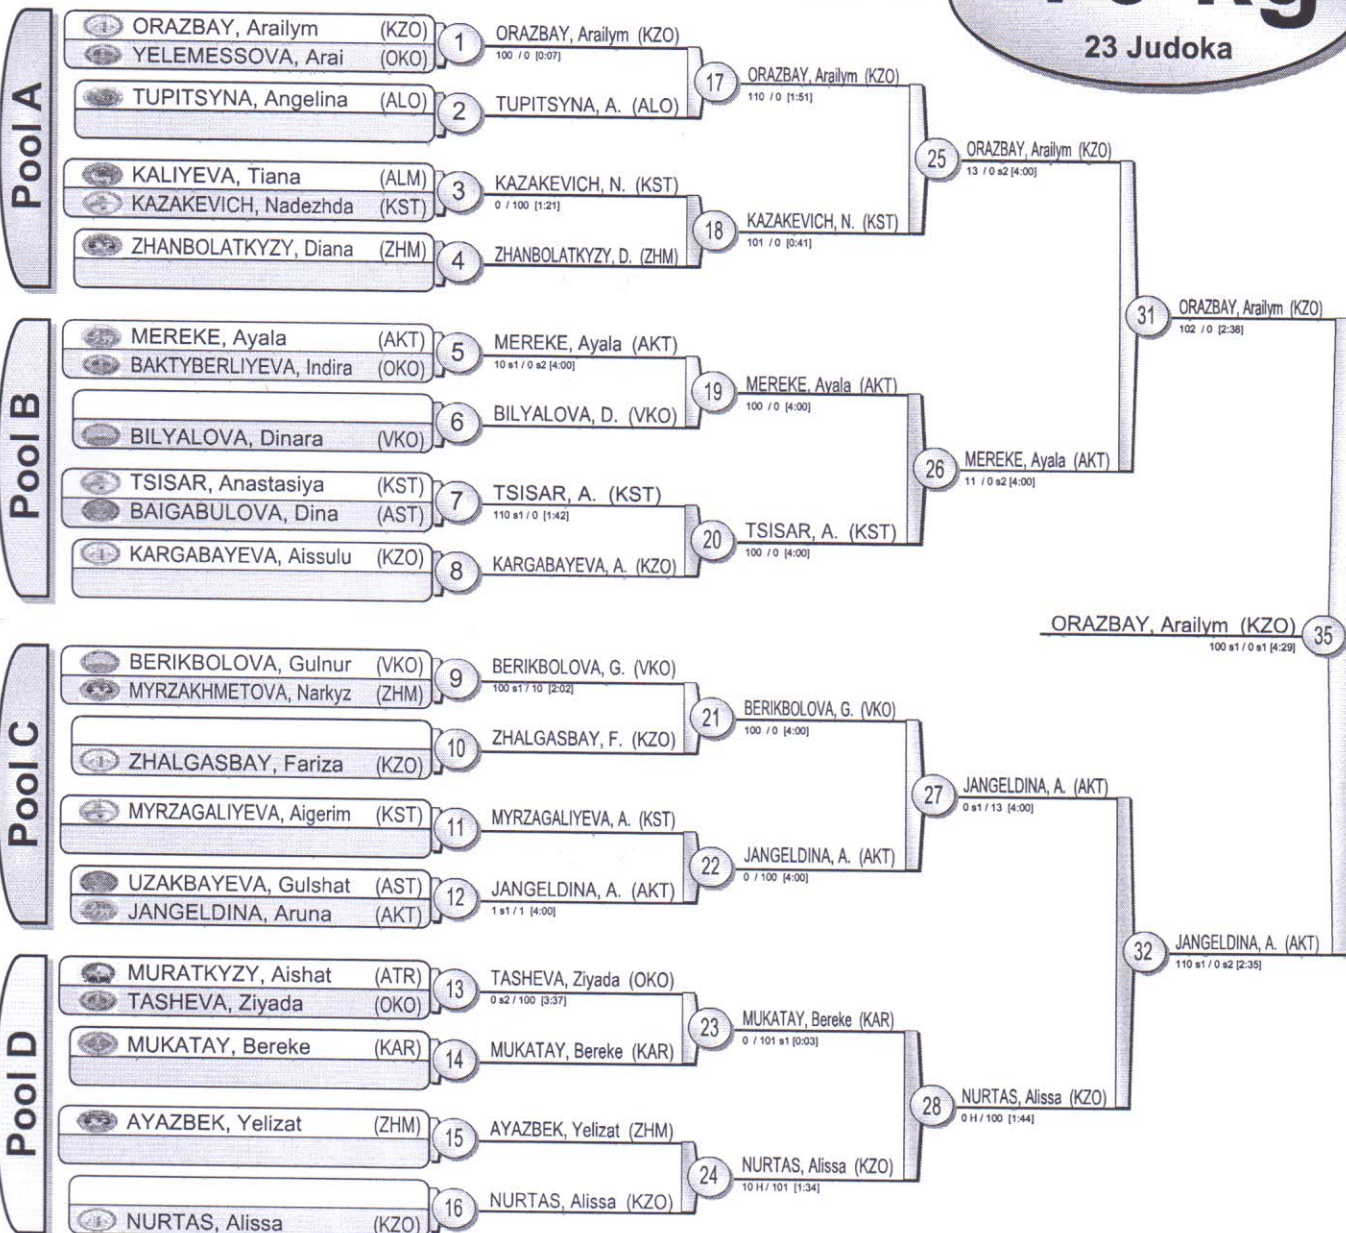 23 Judoka
Pool A
ORAZBAY, Arailym (KZO)
YELEMESSOVA, Arai (OKO)
1
TUPITSYNA, Angelina (ALO)
2
KALIYEVA, Tiana (ALM)
KAZAKEVICH, Nadezhda (KST)
3
ZHANBOLATKYZY, Diana (ZHM)
4
ORAZBAY, Arailym (KZO)
100 / 0 [0:07]
TUPITSYNA, A. (ALO)
17
KAZAKEVICH, N. (KST)
0 / 100 [1:21]
ZHANBOLATKYZY, D. (ZHM)
18
ORAZBAY, Arailym (KZO)
110 / 0 [1:51]
KAZAKEVICH, N. (KST)
101 / 0 [0:41]
25
ORAZBAY, Arailym (KZO)
13 / 0 s2 [4:00]
Pool B
MEREKE, Ayala (AKT)
BAKTYBERLIYEVA, Indira (OKO)
5
BILYALOVA, Dinara (VKO)
6
TSISAR, Anastasiya (KST)
BAIGABULOVA, Dina (AST)
7
KARGABAYEVA, Aissulu (KZO)
8
MEREKE, Ayala (AKT)
10 s1 / 0 s2 [4:00]
BILYALOVA, D. (VKO)
19
TSISAR, A. (KST)
110 s1 / 0 [1:42]
KARGABAYEVA, A. (KZO)
20
MEREKE, Ayala (AKT)
100 / 0 [4:00]
TSISAR, A. (KST)
100 / 0 [4:00]
26
MEREKE, Ayala (AKT)
11 / 0 s2 [4:00]
31
ORAZBAY, Arailym (KZO)
102 / 0 [2:38]
ORAZBAY, Arailym (KZO)
100 s1 / 0 s1 [4:29]
35
Pool C
BERIKBOLOVA, Gulnur (VKO)
MYRZAKHMETOVA, Narkyz (ZHM)
9
ZHALGASBAY, Fariza (KZO)
10
MYRZAGALIYEVA, Aigerim (KST)
11
UZAKBAYEVA, Gulshat (AST)
JANGELDINA, Aruna (AKT)
12
BERIKBOLOVA, G. (VKO)
100 s1 / 10 [2:02]
ZHALGASBAY, F. (KZO)
21
MYRZAGALIYEVA, A. (KST)
JANGELDINA, A. (AKT)
1 s1 / 1 [4:00]
22
BERIKBOLOVA, G. (VKO)
100 / 0 [4:00]
JANGELDINA, A. (AKT)
0 / 100 [4:00]
27
JANGELDINA, A. (AKT)
0 s1 / 13 [4:00]
Pool D
MURATKYZY, Aishat (ATR)
TASHEVA, Ziyada (OKO)
13
MUKATAY, Bereke (KAR)
14
AYAZBEK, Yelizat (ZHM)
15
NURTAS, Alissa (KZO)
16
TASHEVA, Ziyada (OKO)
0 s2 / 100 [3:37]
MUKATAY, Bereke (KAR)
23
AYAZBEK, Yelizat (ZHM)
NURTAS, Alissa (KZO)
24
MUKATAY, Bereke (KAR)
0 / 101 s1 [0:03]
NURTAS, Alissa (KZO)
10 H / 101 [1:34]
28
NURTAS, Alissa (KZO)
0 H / 100 [1:44]
32
JANGELDINA, A. (AKT)
110 s1 / 0 s2 [2:35]